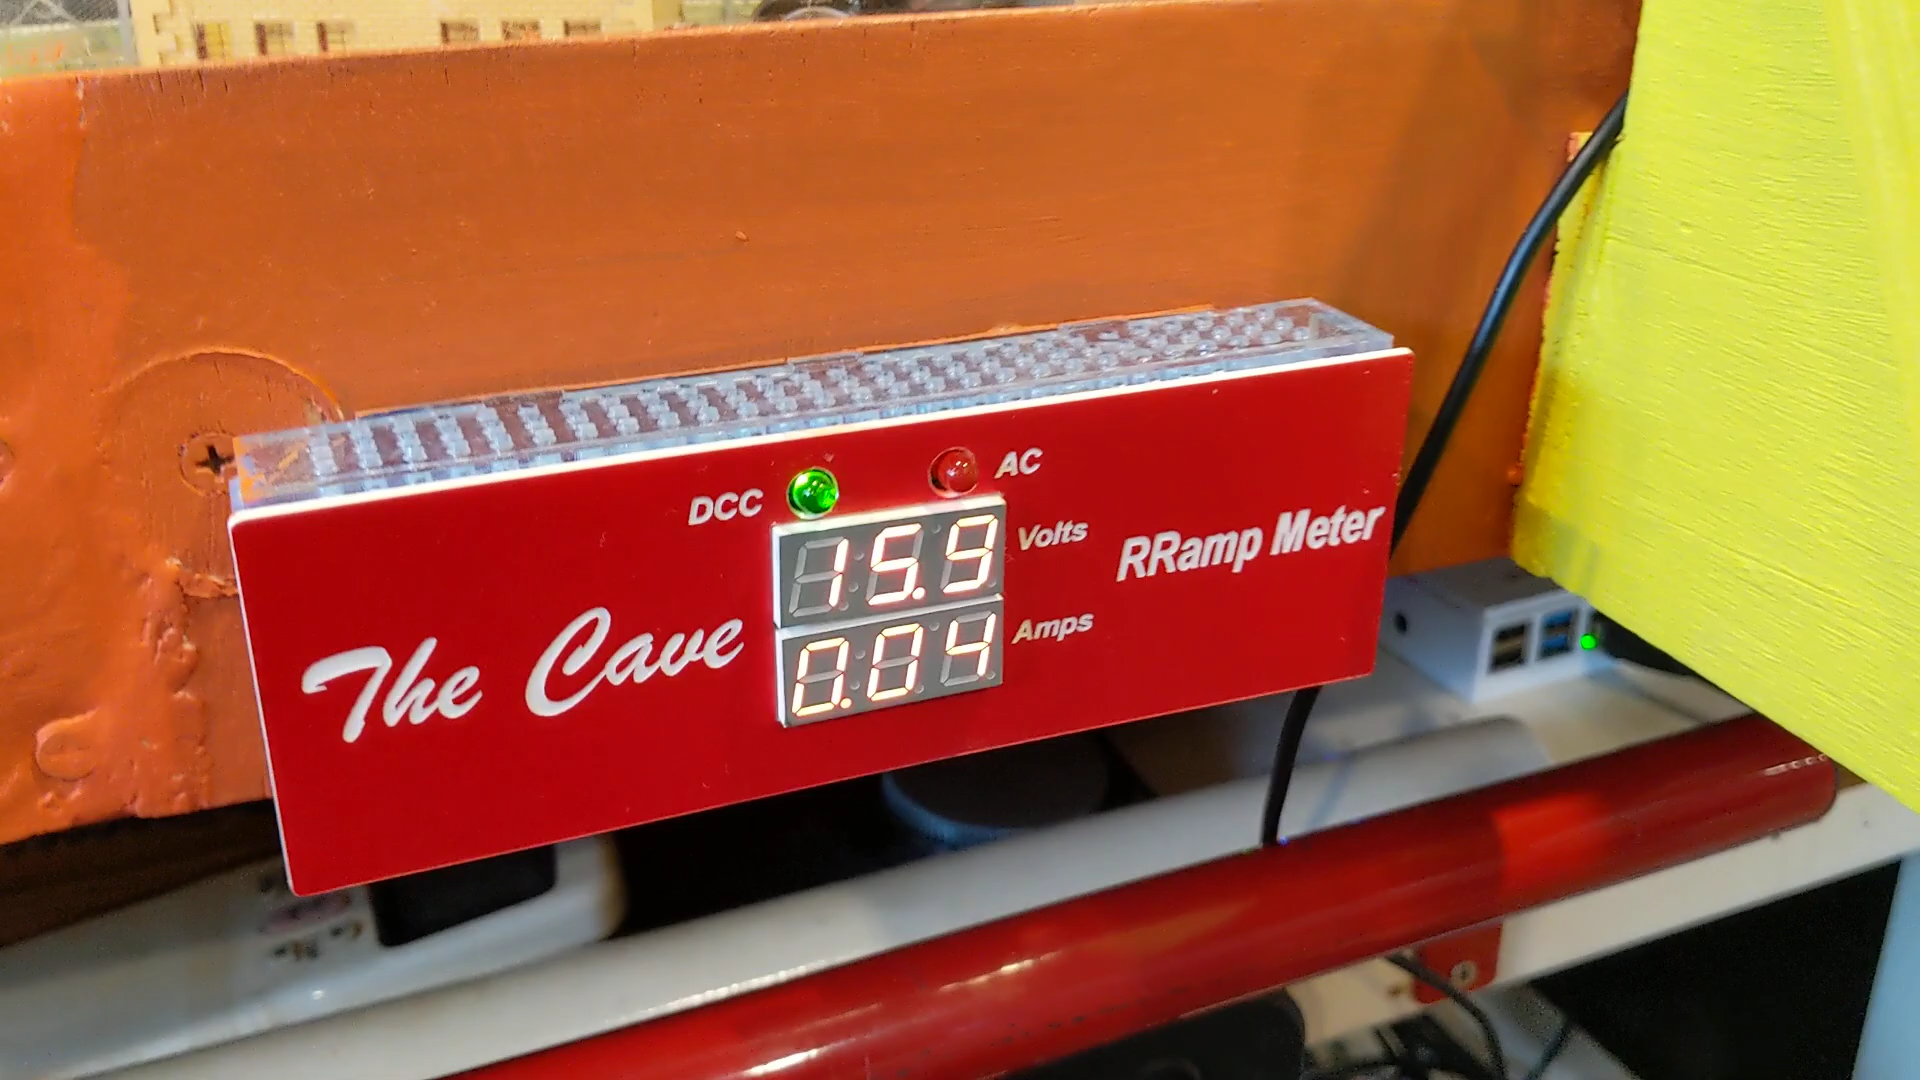 DCC
AC
15.9 Volts
0.04 Amps
The Cave
RRamp Meter